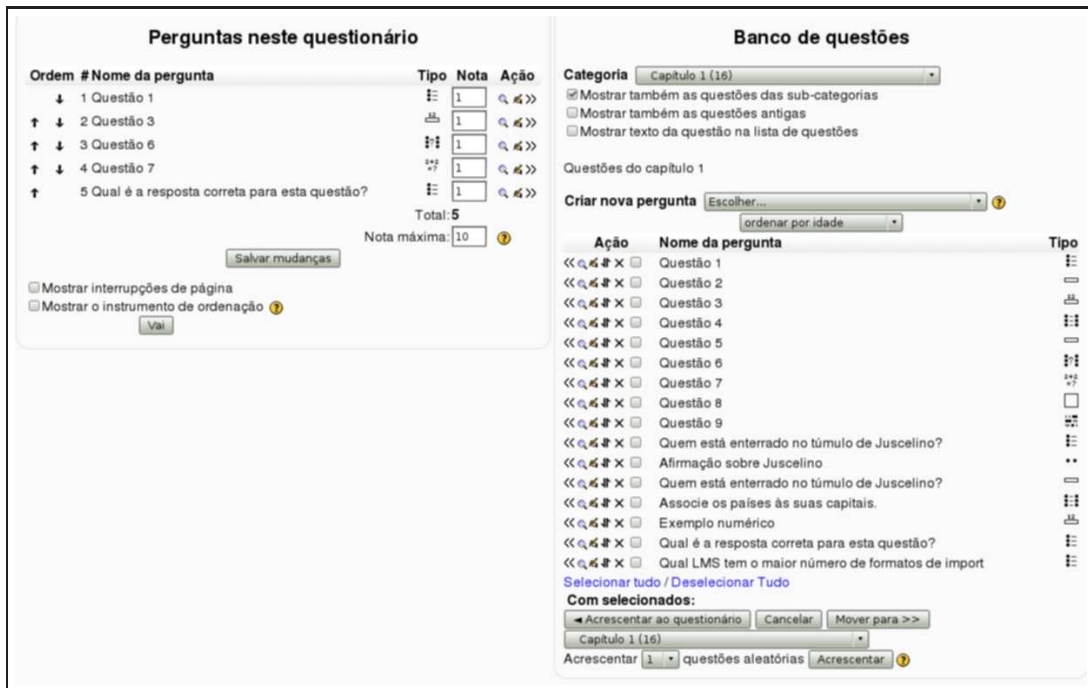 Perguntas neste questionário
Ordem # Nome da pergunta Tipo Nota Ação
1 Questão 1 1
2 Questão 3 1
3 Questão 6 1
4 Questão 7 1
5 Qual é a resposta correta para esta questão? 1
Total: 5
Nota máxima: 10
Salvar mudanças
Mostrar interrupções de página
Mostrar o instrumento de ordenação
Vai
Banco de questões
Categoria Capítulo 1 (16)
Mostrar também as questões das sub-categorias
Mostrar também as questões antigas
Mostrar texto da questão na lista de questões
Questões do capítulo 1
Criar nova pergunta Escolher...
ordenar por idade
Ação Nome da pergunta Tipo
Questão 1
Questão 2
Questão 3
Questão 4
Questão 5
Questão 6
Questão 7
Questão 8
Questão 9
Quem está enterrado no túmulo de Juscelino?
Afirmação sobre Juscelino
Quem está enterrado no túmulo de Juscelino?
Associe os países às suas capitais.
Exemplo numérico
Qual é a resposta correta para esta questão?
Qual LMS tem o maior número de formatos de import
Selecionar tudo / Deselecionar Tudo
Com selecionados:
◄ Acrescentar ao questionário Cancelar Mover para >>
Capítulo 1 (16)
Acrescentar 1 questões aleatórias Acrescentar